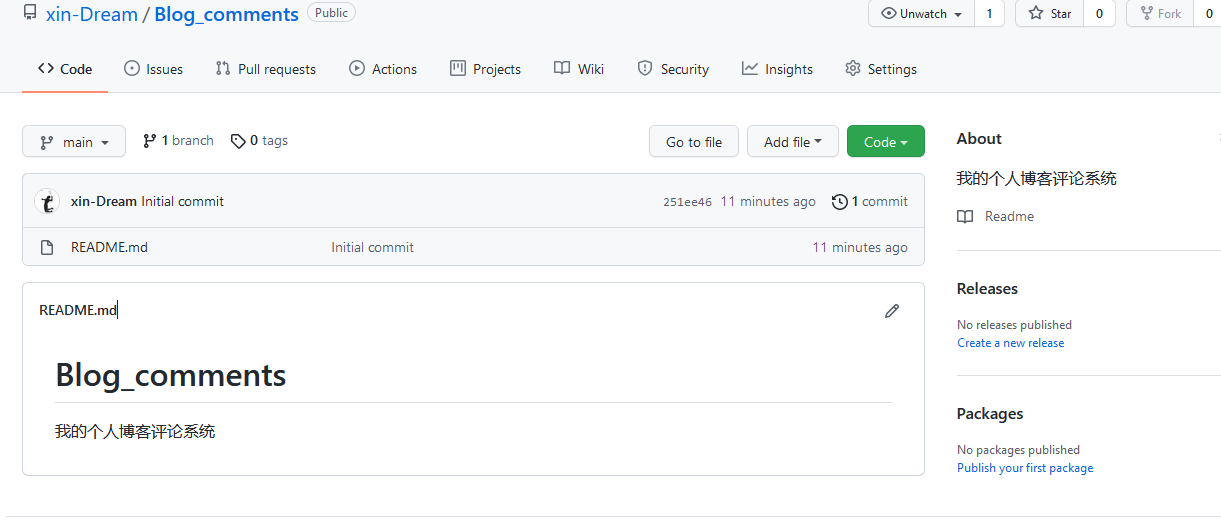 xin-Dream / Blog_comments Public Unwatch 1 Star 0 Fork 0
Code Issues Pull requests Actions Projects Wiki Security Insights Settings
main 1 branch 0 tags Go to file Add file Code
xin-Dream Initial commit 251ee46 11 minutes ago 1 commit
README.md Initial commit 11 minutes ago
README.md
Blog_comments
我的个人博客评论系统
About
我的个人博客评论系统
Readme
Releases
No releases published
Create a new release
Packages
No packages published
Publish your first package